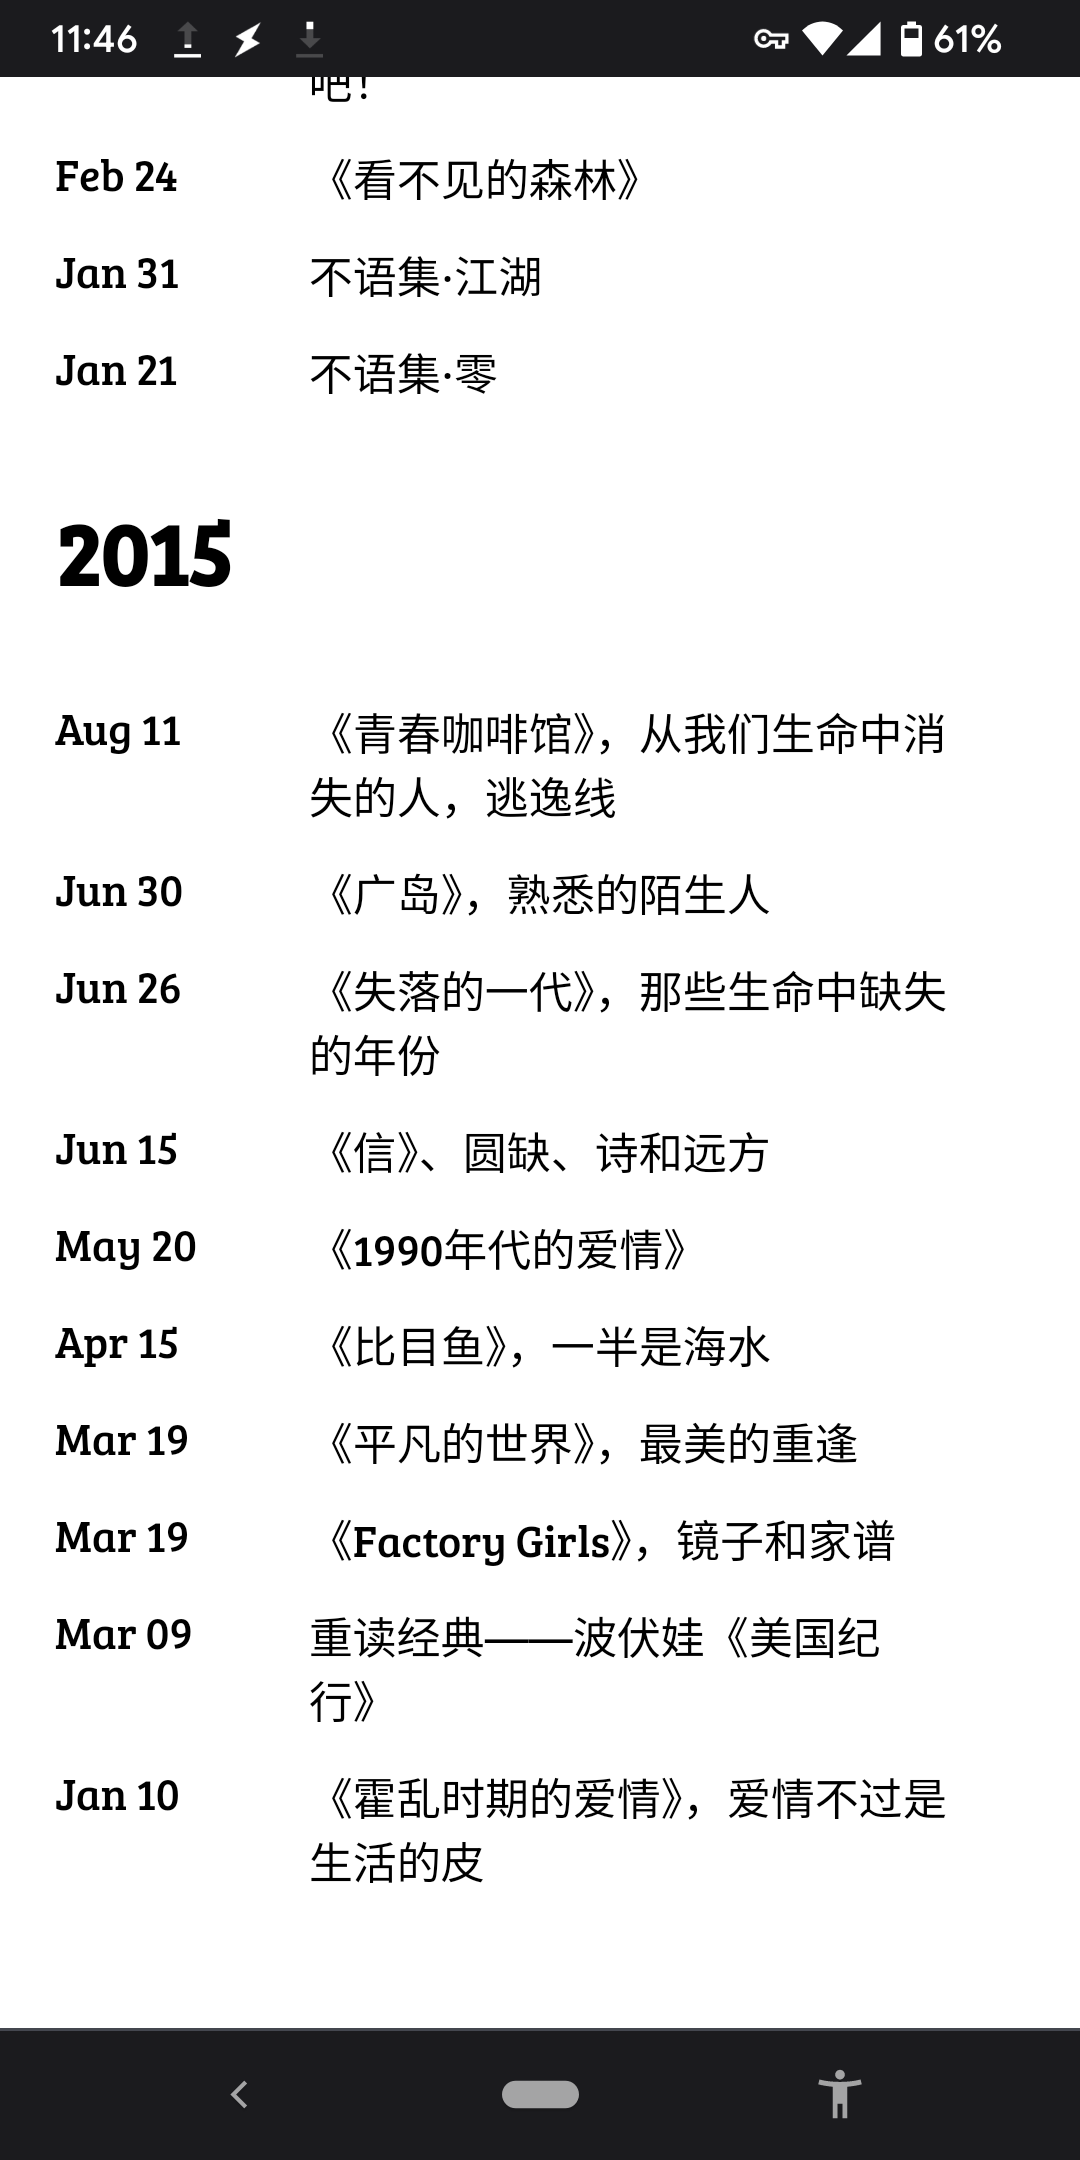 11:46 61%
吧！
Feb 24 《看不见的森林》
Jan 31 不语集·江湖
Jan 21 不语集·零
2015
Aug 11 《青春咖啡馆》，从我们生命中消
失的人，逃逸线
Jun 30 《广岛》，熟悉的陌生人
Jun 26 《失落的一代》，那些生命中缺失
的年份
Jun 15 《信》、圆缺、诗和远方
May 20 《1990年代的爱情》
Apr 15 《比目鱼》，一半是海水
Mar 19 《平凡的世界》，最美的重逢
Mar 19 《Factory Girls》，镜子和家谱
Mar 09 重读经典——波伏娃《美国纪
行》
Jan 10 《霍乱时期的爱情》，爱情不过是
生活的皮